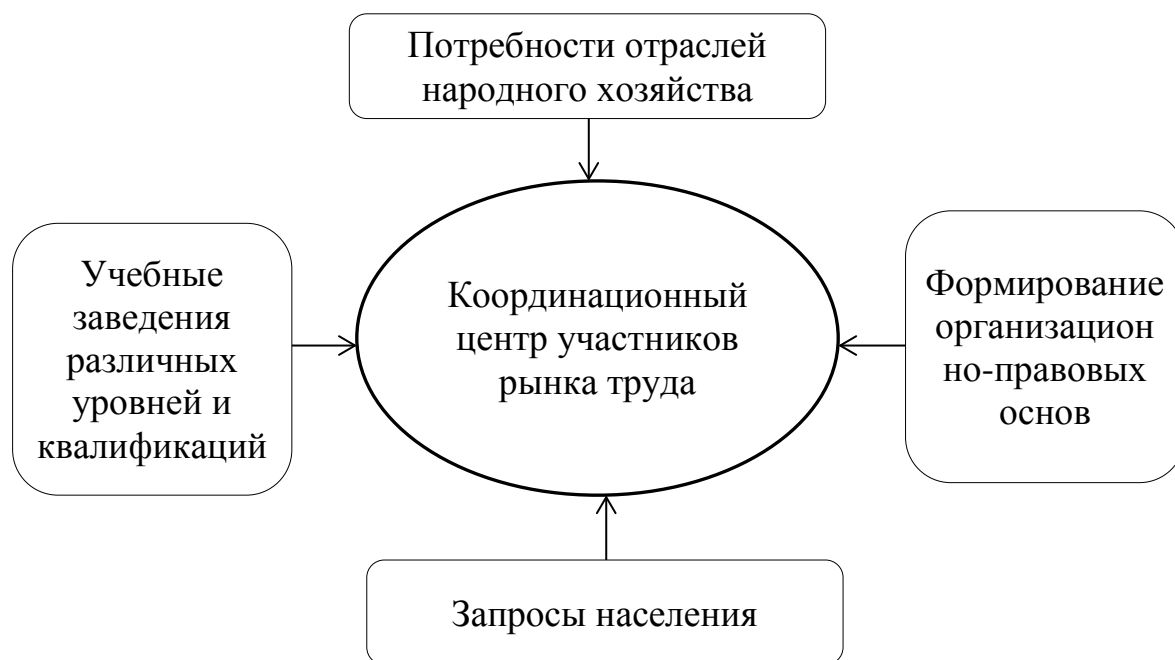 Потребности отраслей
народного хозяйства
Учебные
заведения
различных
уровней и
квалификаций
Координационный
центр участников
рынка труда
Формирование
организацион
но-правовых
основ
Запросы населения